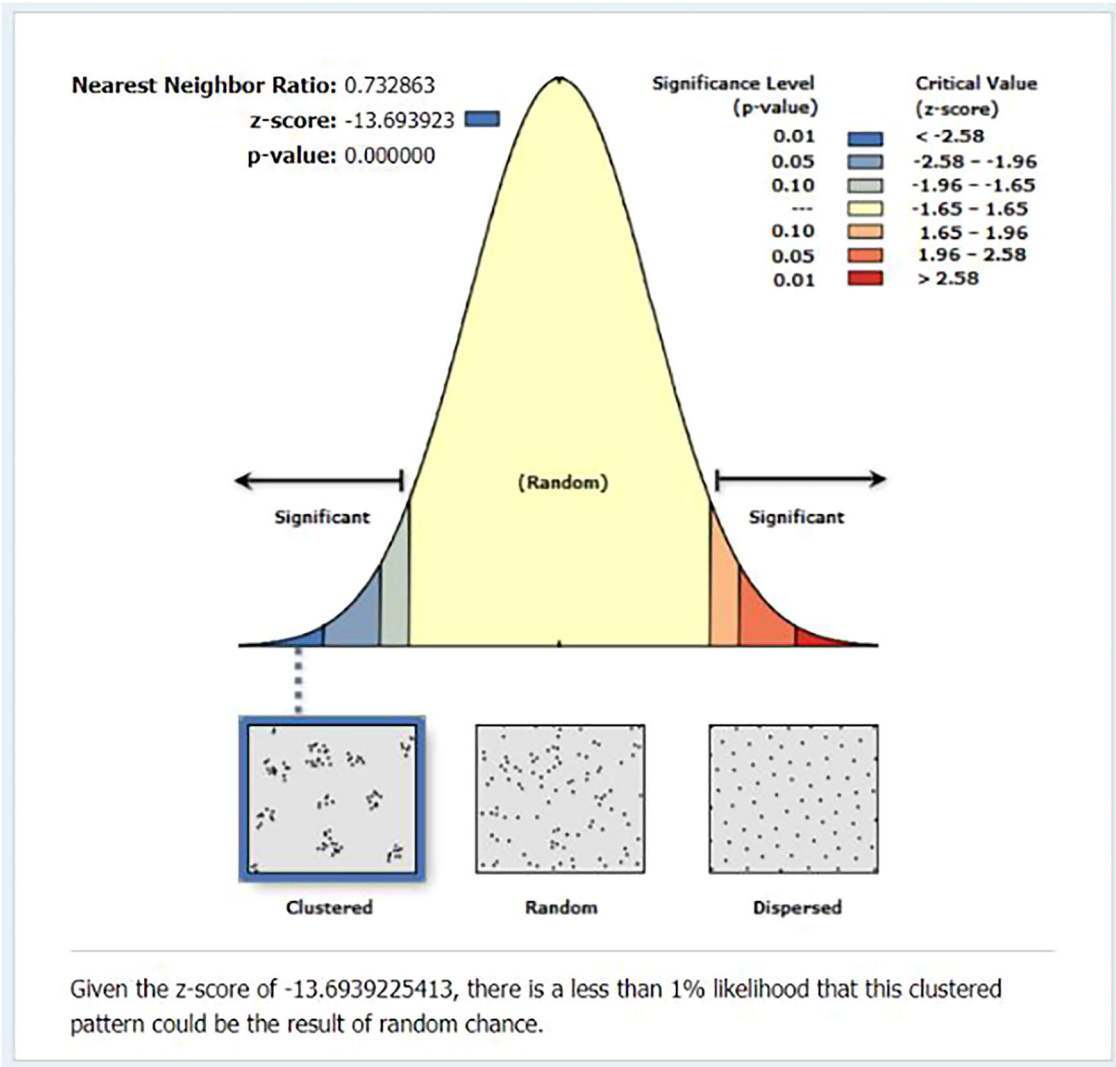 Nearest Neighbor Ratio: 0.732863
z-score: -13.693923
p-value: 0.000000
Significance Level
(p-value)
Critical Value
(z-score)
0.01 < -2.58
0.05 -2.58 - -1.96
0.10 -1.96 - -1.65
--- -1.65 - 1.65
0.10 1.65 - 1.96
0.05 1.96 - 2.58
0.01 > 2.58
(Random)
Significant
Significant
Clustered
Random
Dispersed
Given the z-score of -13.6939225413, there is a less than 1% likelihood that this clustered
pattern could be the result of random chance.